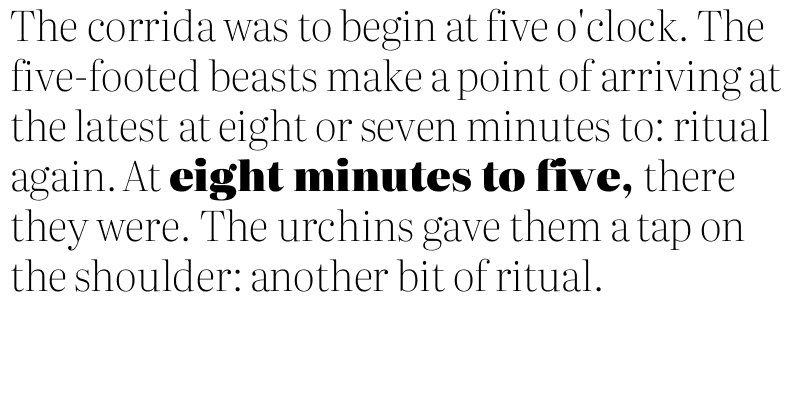 The corrida was to begin at five o'clock. The
five-footed beasts make a point of arriving at
the latest at eight or seven minutes to: ritual
again. At eight minutes to five, there
they were. The urchins gave them a tap on
the shoulder: another bit of ritual.